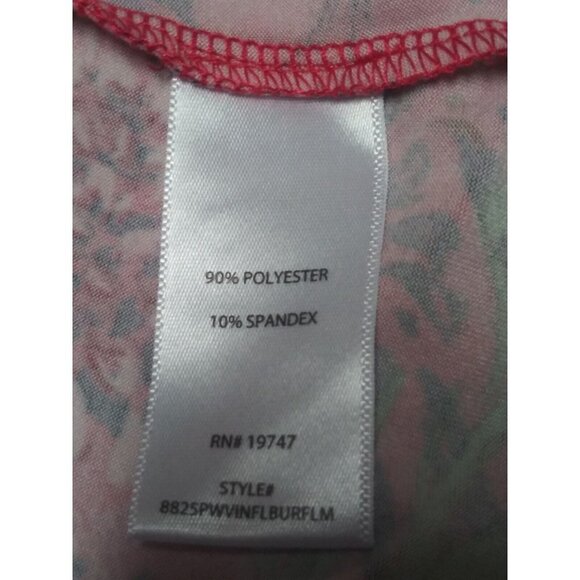 90% POLYESTER
10% SPANDEX
RN# 19747
STYLE#
8825PWVINFLBURFLM